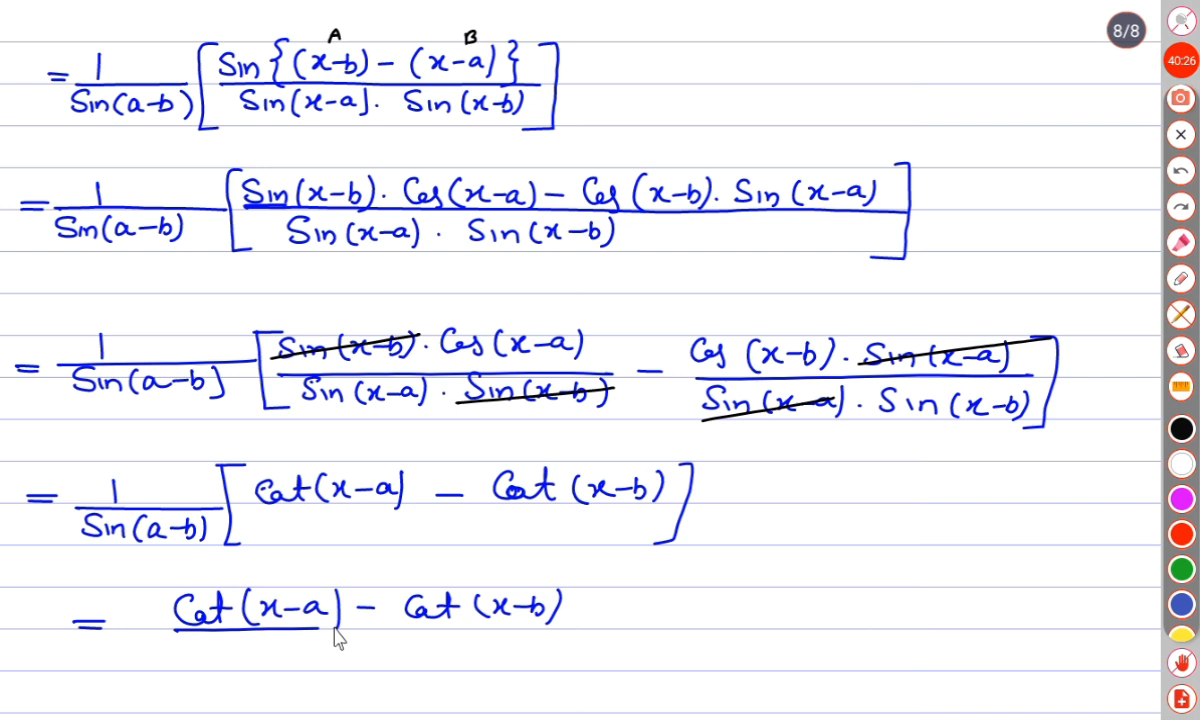 A B 8/8
= 1/Sin(a-b) [ Sin{(x-b) - (x-a)} / Sin(x-a). Sin(x-b) ]
40:26
= 1/Sin(a-b) [ Sin(x-b). Cos(x-a) - Cos(x-b). Sin(x-a) / Sin(x-a). Sin(x-b) ]
= 1/Sin(a-b) [ Sin(x-b). Cos(x-a) / Sin(x-a). Sin(x-b) - Cos(x-b). Sin(x-a) / Sin(x-a). Sin(x-b) ]
= 1/Sin(a-b) [ Cot(x-a) - Cot(x-b) ]
= Cot(x-a) - Cot(x-b)